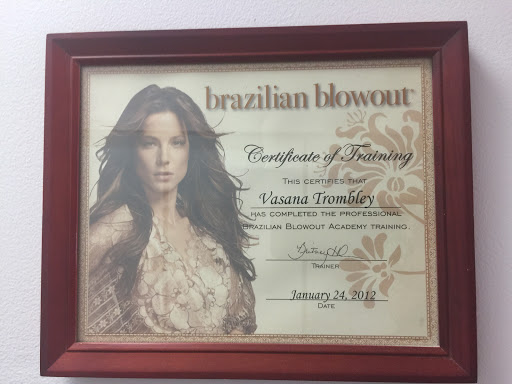 brazilian blowout
Certificate of Training
THIS CERTIFIES THAT
Vasana Trombley
HAS COMPLETED THE PROFESSIONAL
BRAZILIAN BLOWOUT ACADEMY TRAINING.
TRAINER
January 24, 2012
DATE